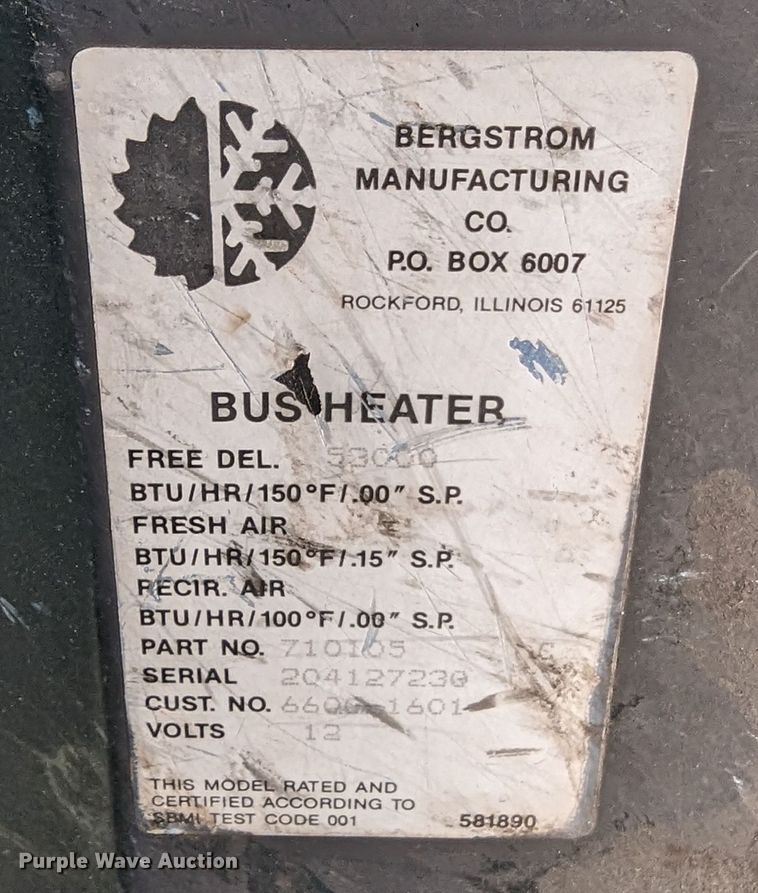 BERGSTROM
MANUFACTURING
CO.
P.O. BOX 6007
ROCKFORD, ILLINOIS 61125
BUS HEATER
FREE DEL.
BTU/HR/150°F/.00" S.P.
FRESH AIR
BTU/HR/150°F/.15" S.P.
RECIR. AIR
BTU/HR/100°F/.00" S.P.
PART NO. 710105
SERIAL
CUST. NO.
VOLTS 12
THIS MODEL RATED AND
CERTIFIED ACCORDING TO
SBMI TEST CODE 001 581890
Purple Wave Auction